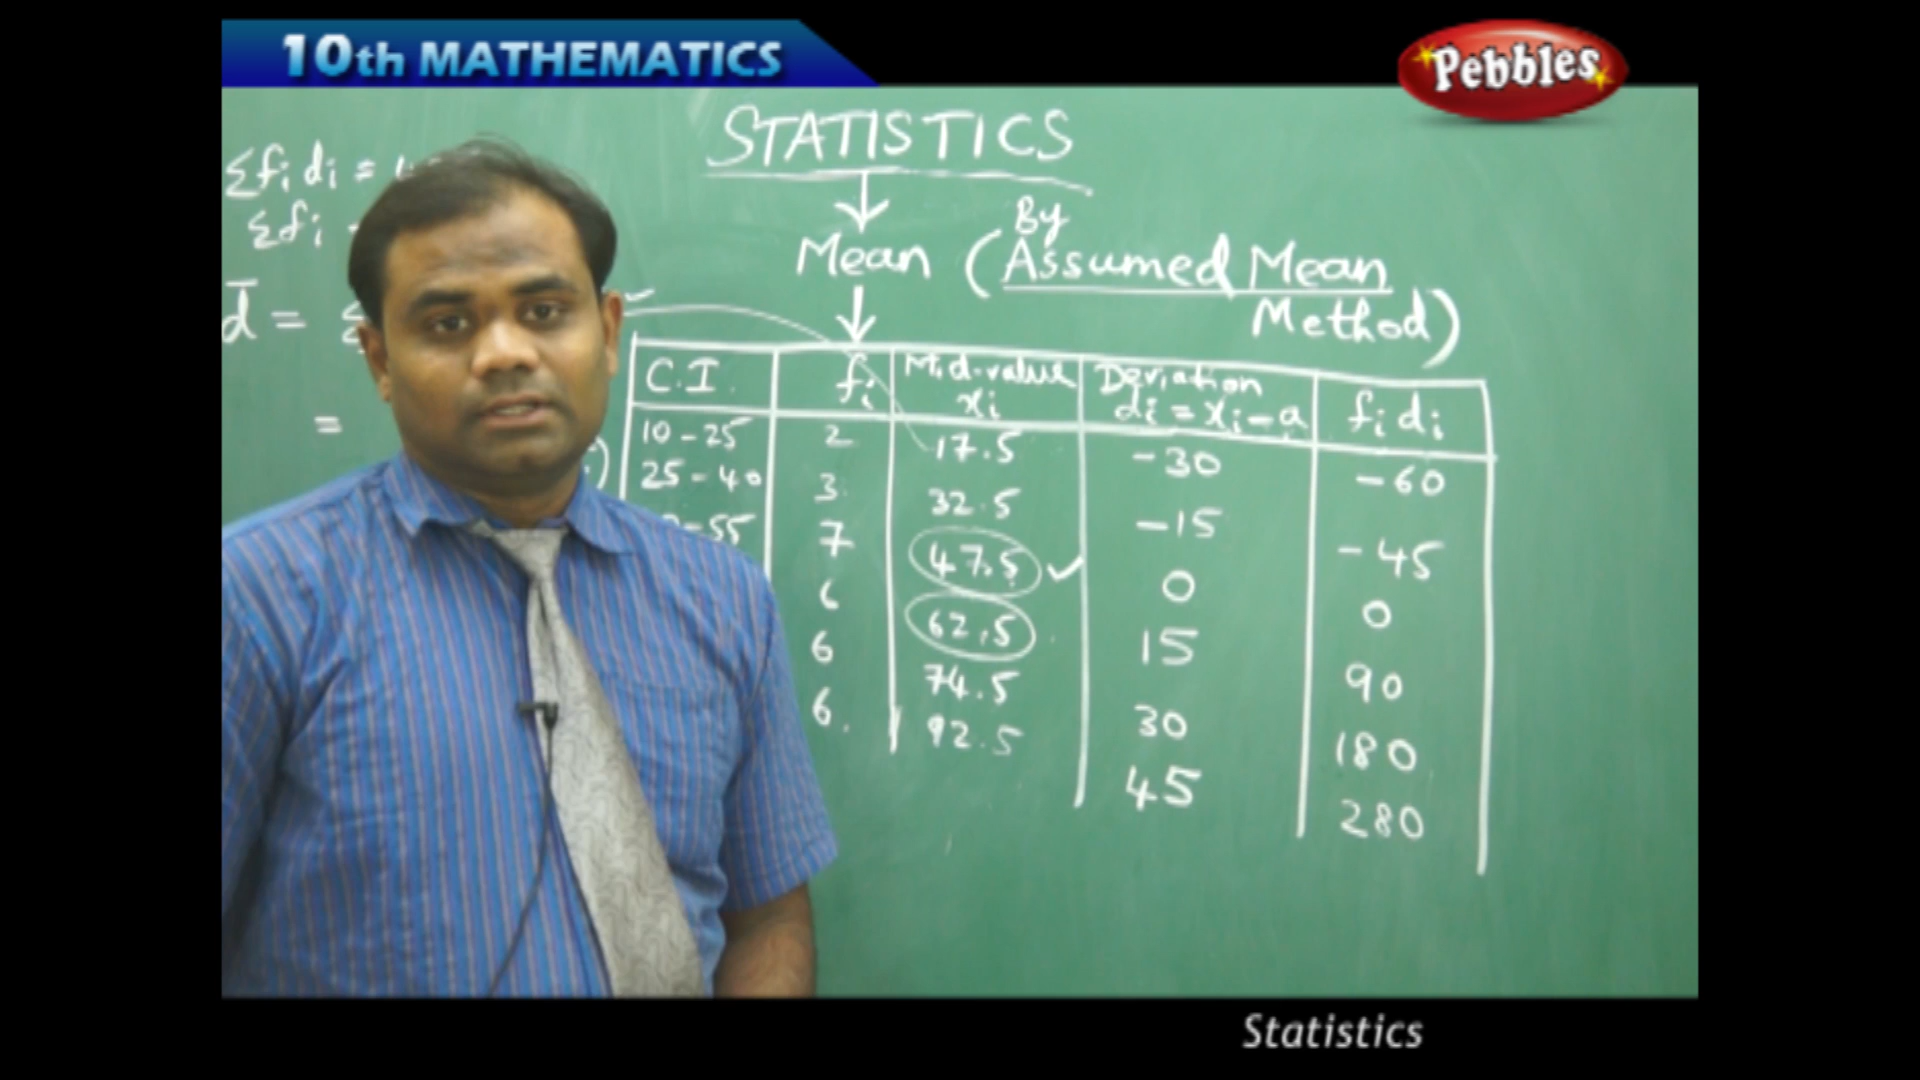 10th MATHEMATICS
Pebbles
STATISTICS
Mean (By Assumed Mean
Method)
Σfi di =
Σfi
d̄ = Σ
=
C.I. fi Mid-value xi Deviation di = xi - a fi di
10-25 2 17.5 -30 -60
25-40 3 32.5 -15 -45
-55 7 47.5 ✓ 0 0
6 62.5 15 90
6 74.5 30 180
6 92.5 45 280
Statistics